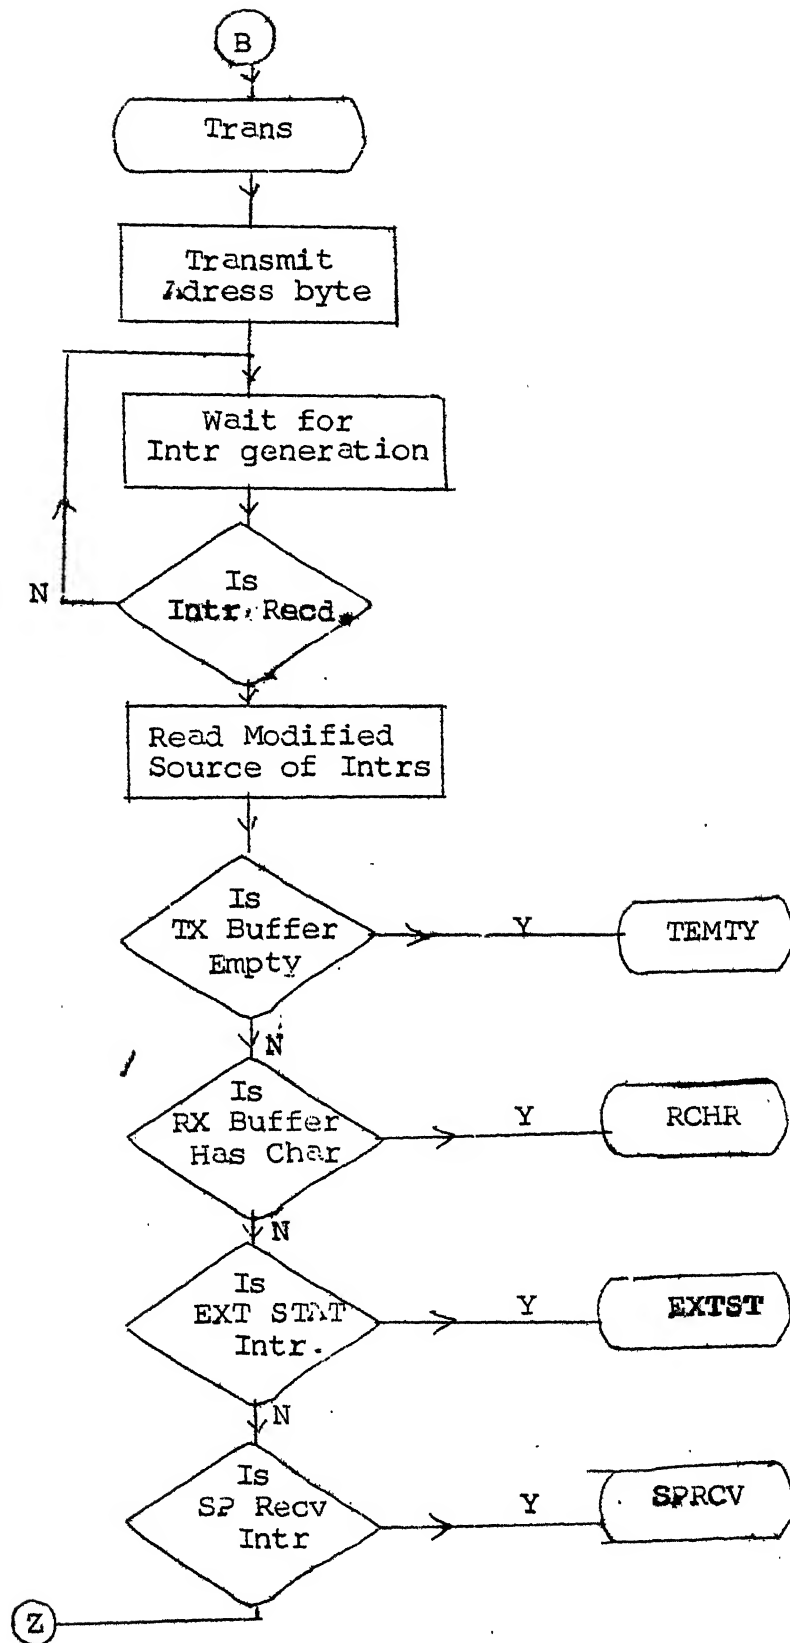 B
Trans
Transmit
Adress byte
Wait for
Intr generation
Is
Intr. Recd.
N
Read Modified
Source of Intrs
Is
TX Buffer
Empty
Y
TEMTY
N
Is
RX Buffer
Has Char
Y
RCHR
N
Is
EXT STAT
Intr.
Y
EXTST
N
Is
SP Recv
Intr
Y
SPRCV
Z